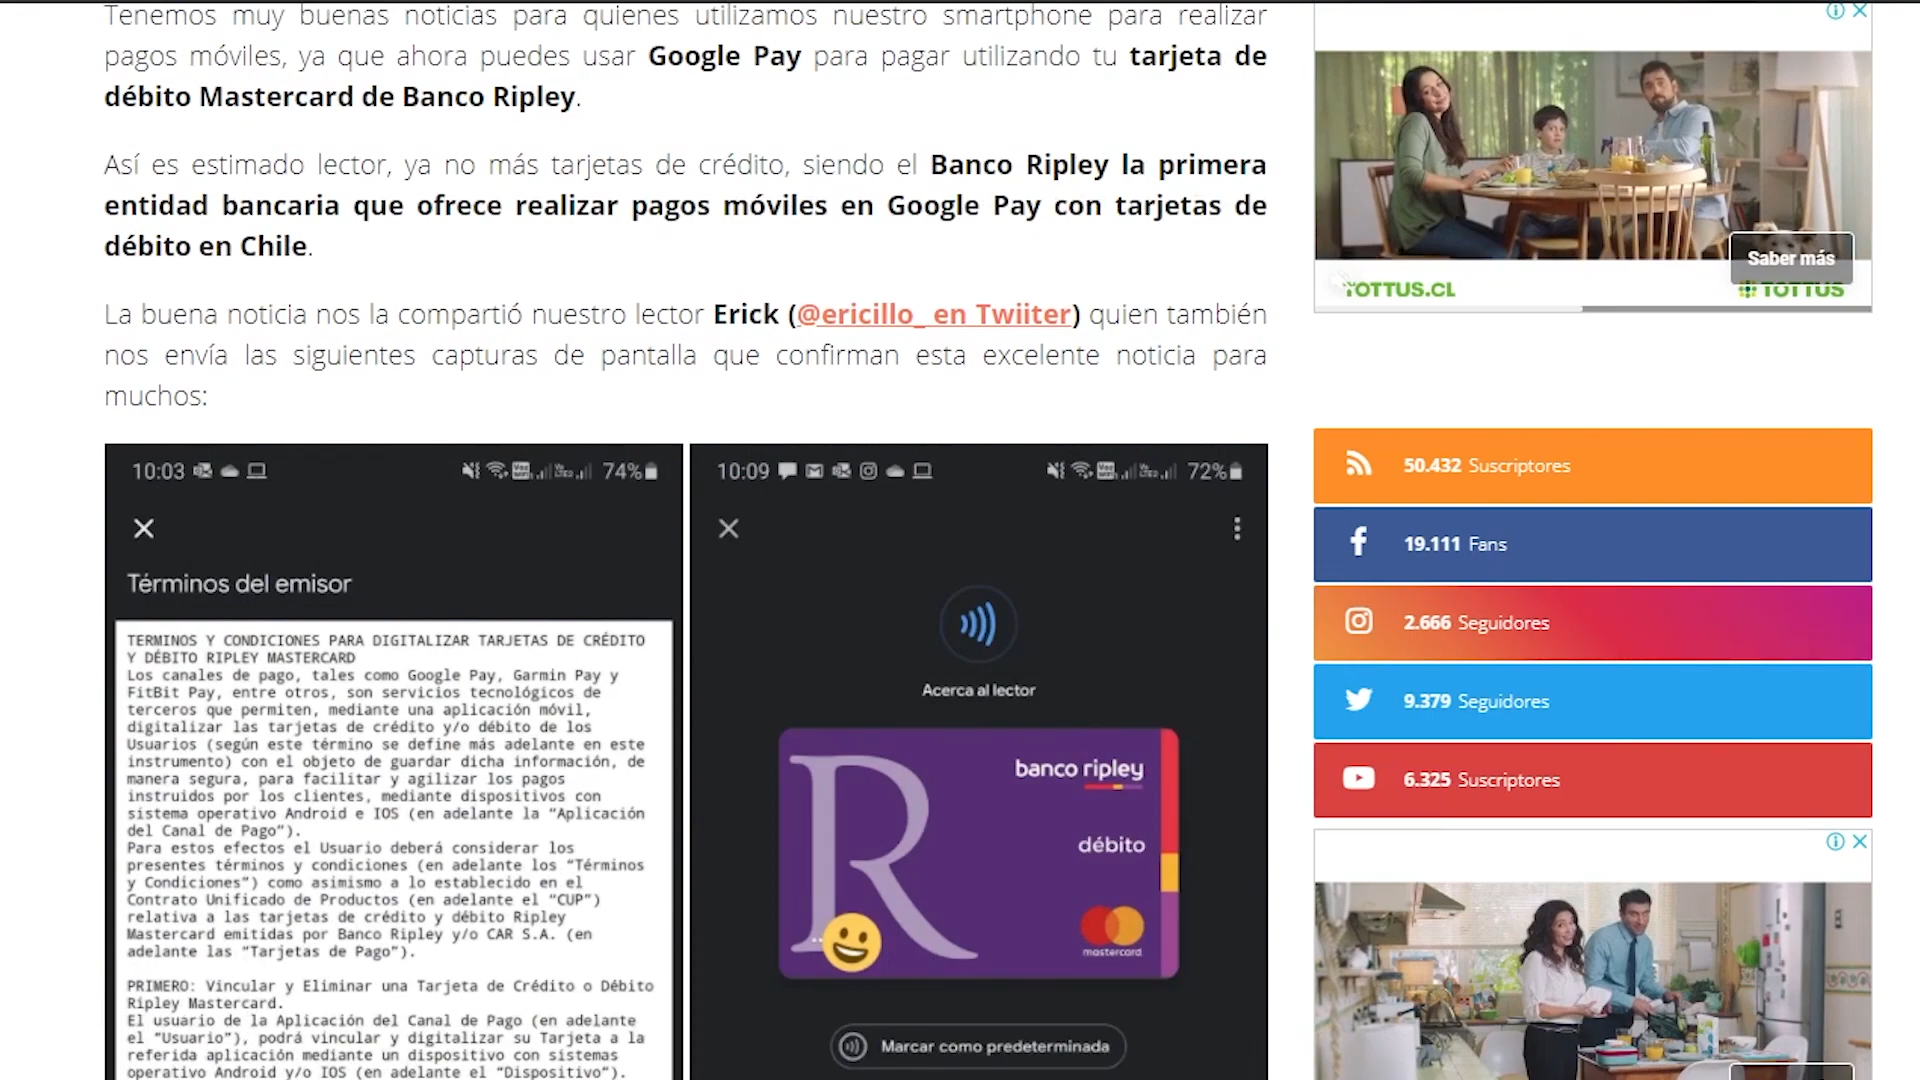 Tenemos muy buenas noticias para quienes utilizamos nuestro smartphone para realizar
pagos móviles, ya que ahora puedes usar Google Pay para pagar utilizando tu tarjeta de
débito Mastercard de Banco Ripley.
Así es estimado lector, ya no más tarjetas de crédito, siendo el Banco Ripley la primera
entidad bancaria que ofrece realizar pagos móviles en Google Pay con tarjetas de
débito en Chile.
La buena noticia nos la compartió nuestro lector Erick (@ericillo_ en Twiiter) quien también
nos envía las siguientes capturas de pantalla que confirman esta excelente noticia para
muchos:
10:03
74%
Términos del emisor
TERMINOS Y CONDICIONES PARA DIGITALIZAR TARJETAS DE CRÉDITO
Y DÉBITO RIPLEY MASTERCARD
Los canales de pago, tales como Google Pay, Garmin Pay y
FitBit Pay, entre otros, son servicios tecnológicos de
terceros que permiten, mediante una aplicación móvil,
digitalizar las tarjetas de crédito y/o débito de los
Usuarios (según este término se define más adelante en este
instrumento) con el objeto de guardar dicha información, de
manera segura, para facilitar y agilizar los pagos
instruidos por los clientes, mediante dispositivos con
sistema operativo Android e IOS (en adelante la “Aplicación
del Canal de Pago”).
Para estos efectos el Usuario deberá considerar los
presentes términos y condiciones (en adelante los “Términos
y Condiciones”) como asimismo a lo establecido en el
Contrato Unificado de Productos (en adelante el “CUP”)
relativa a las tarjetas de crédito y débito Ripley
Mastercard emitidas por Banco Ripley y/o CAR S.A. (en
adelante las “Tarjetas de Pago”).
PRIMERO: Vincular y Eliminar una Tarjeta de Crédito o Débito
Ripley Mastercard.
El usuario de la Aplicación del Canal de Pago (en adelante
el “Usuario”), podrá vincular y digitalizar su Tarjeta a la
referida aplicación mediante un dispositivo con sistemas
operativo Android y/o IOS (en adelante el “Dispositivo”).
10:09
72%
Acerca al lector
R
banco ripley
débito
mastercard
Marcar como predeterminada
Saber más
TOTTUS.CL
TOTTUS
50.432 Suscriptores
19.111 Fans
2.666 Seguidores
9.379 Seguidores
6.325 Suscriptores